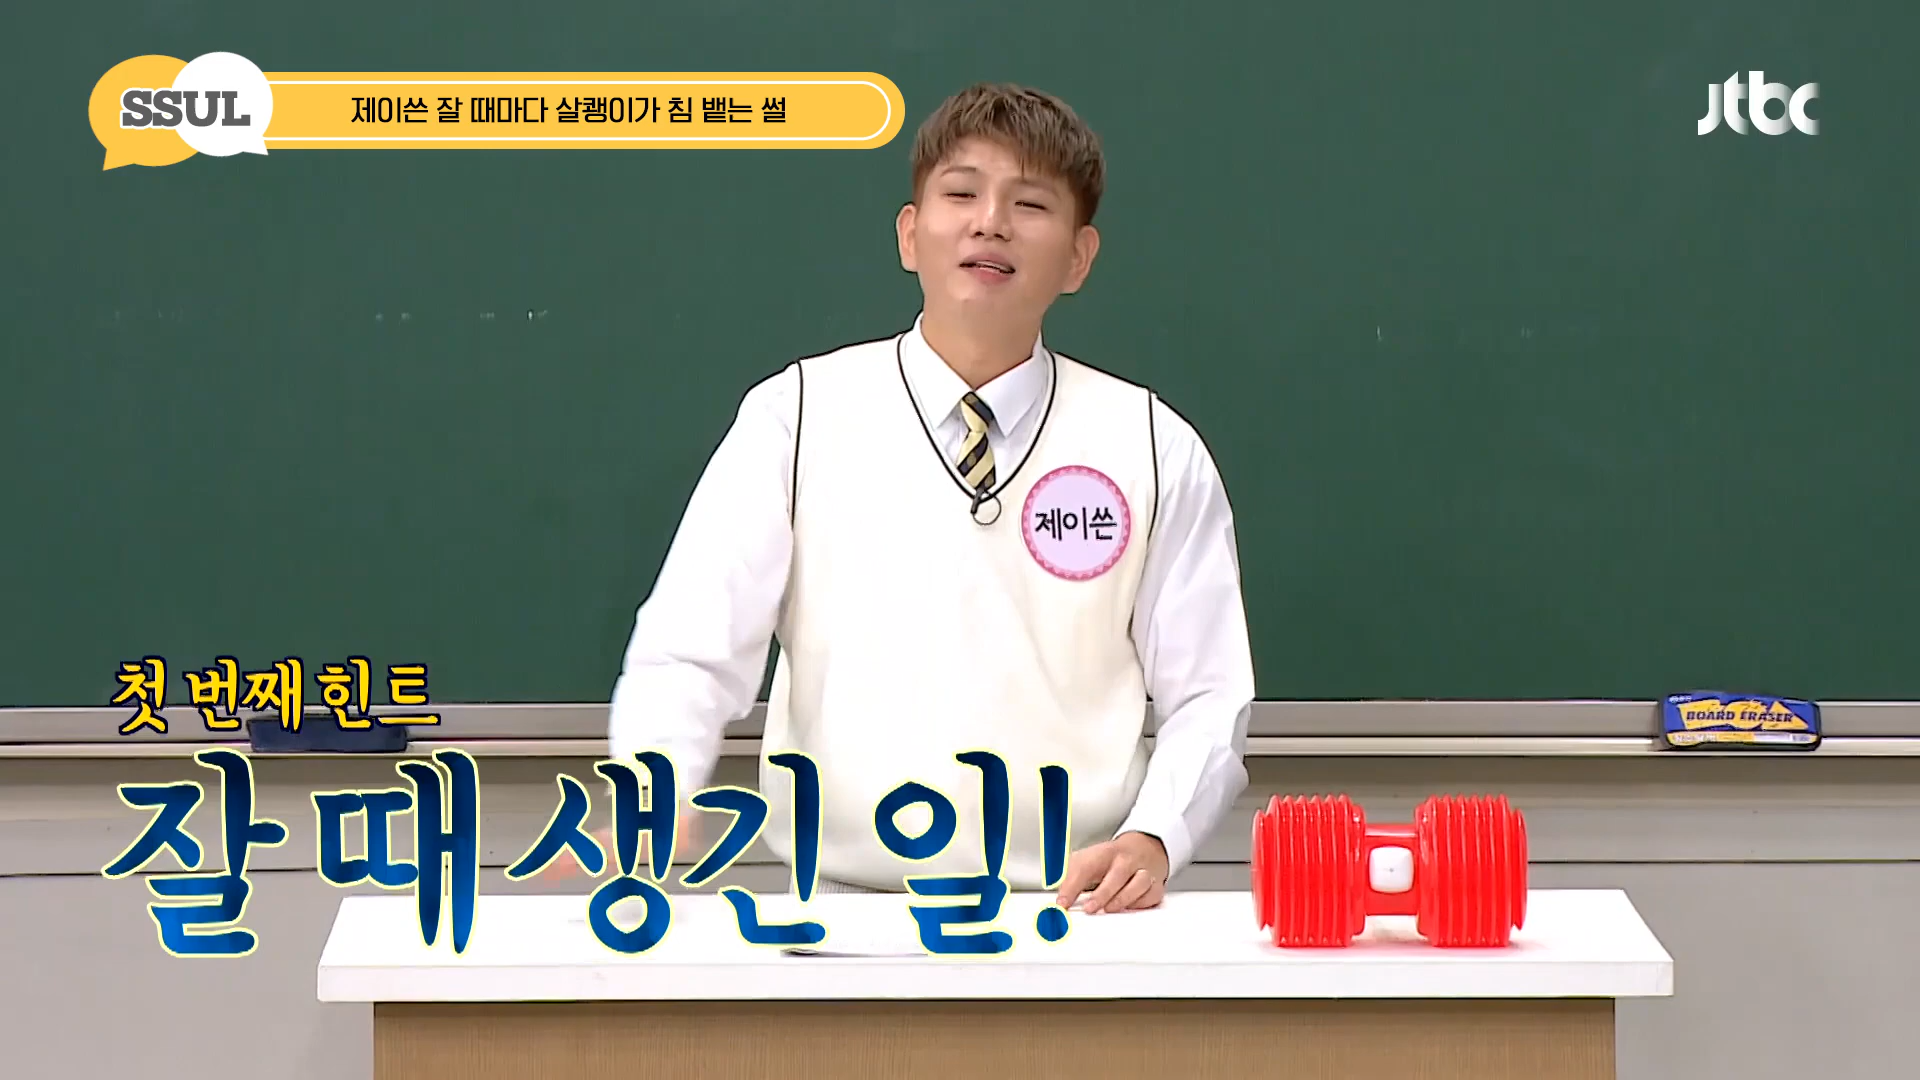 SSUL
제이쓴 잘 때마다 살쾡이가 침 뱉는 썰
jtbc
제이쓴
첫 번째 힌트
BOARD ERASER
잘 때 생긴 일!